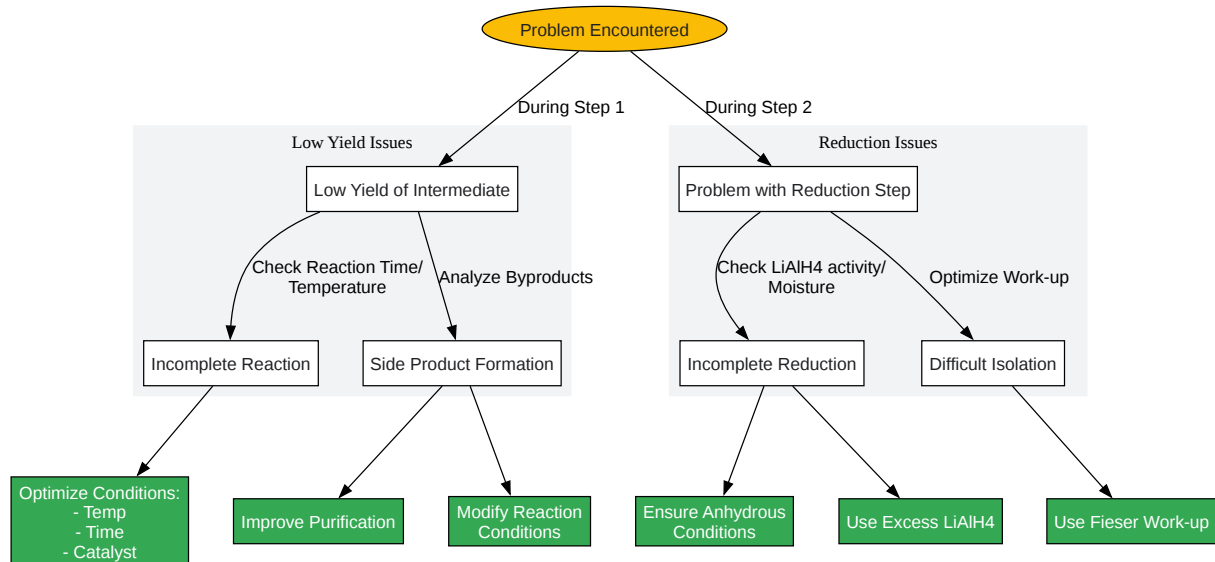 Problem Encountered
During Step 1
During Step 2
Low Yield Issues
Reduction Issues
Low Yield of Intermediate
Problem with Reduction Step
Check Reaction Time/
Temperature
Analyze Byproducts
Check LiAlH4 activity/
Moisture
Optimize Work-up
Incomplete Reaction
Side Product Formation
Incomplete Reduction
Difficult Isolation
Optimize Conditions:
- Temp
- Time
- Catalyst
Improve Purification
Modify Reaction
Conditions
Ensure Anhydrous
Conditions
Use Excess LiAlH4
Use Fieser Work-up